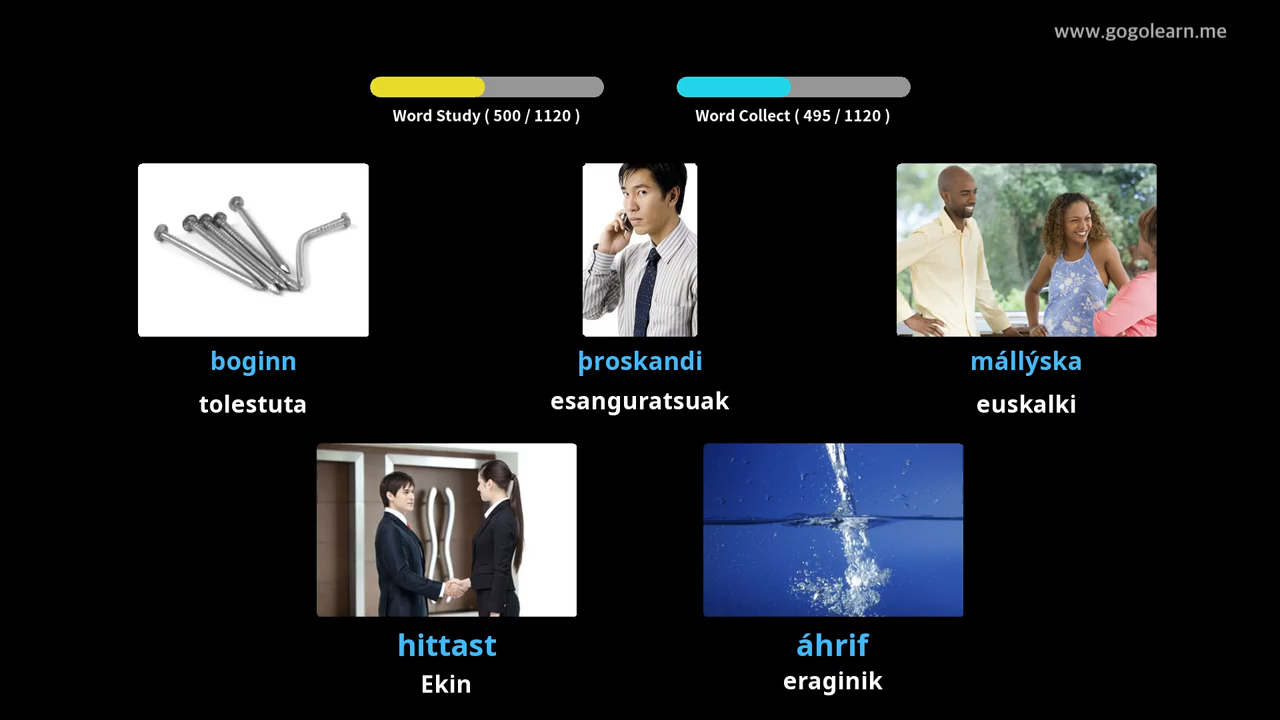 www.gogolearn.me
Word Study ( 500 / 1120 )
Word Collect ( 495 / 1120 )
boginn
þroskandi
mállýska
tolestuta
esanguratsuak
euskalki
hittast
áhrif
Ekin
eraginik